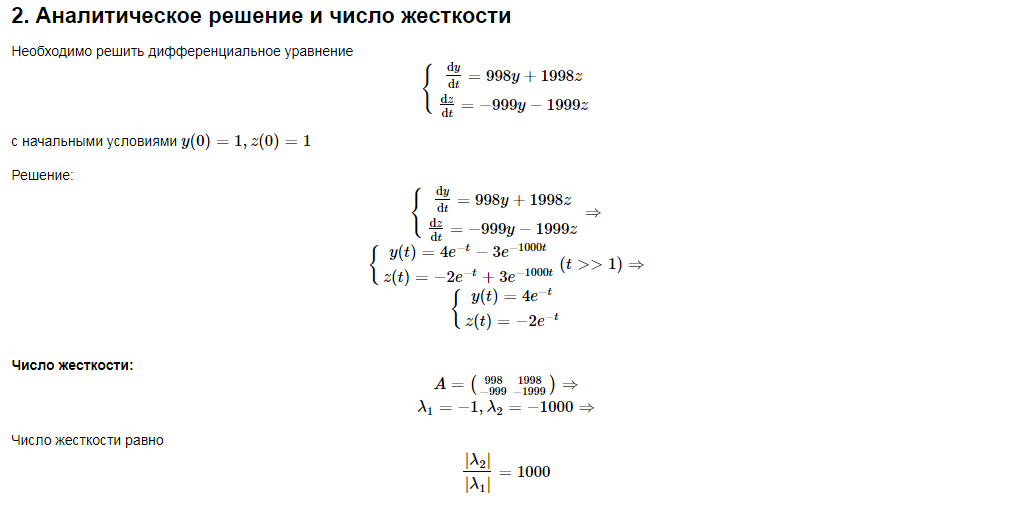 2. Аналитическое решение и число жесткости
Необходимо решить дифференциальное уравнение
{ dy/dt = 998y + 1998z
dz/dt = −999y − 1999z
с начальными условиями y(0) = 1, z(0) = 1
Решение:
{ dy/dt = 998y + 1998z
dz/dt = −999y − 1999z ⇒
{ y(t) = 4e^{−t} − 3e^{−1000t}
z(t) = −2e^{−t} + 3e^{−1000t} (t >> 1) ⇒
{ y(t) = 4e^{−t}
z(t) = −2e^{−t}
Число жесткости:
A = ( 998 1998
−999 −1999 ) ⇒
λ₁ = −1, λ₂ = −1000 ⇒
Число жесткости равно
|λ₂|/|λ₁| = 1000